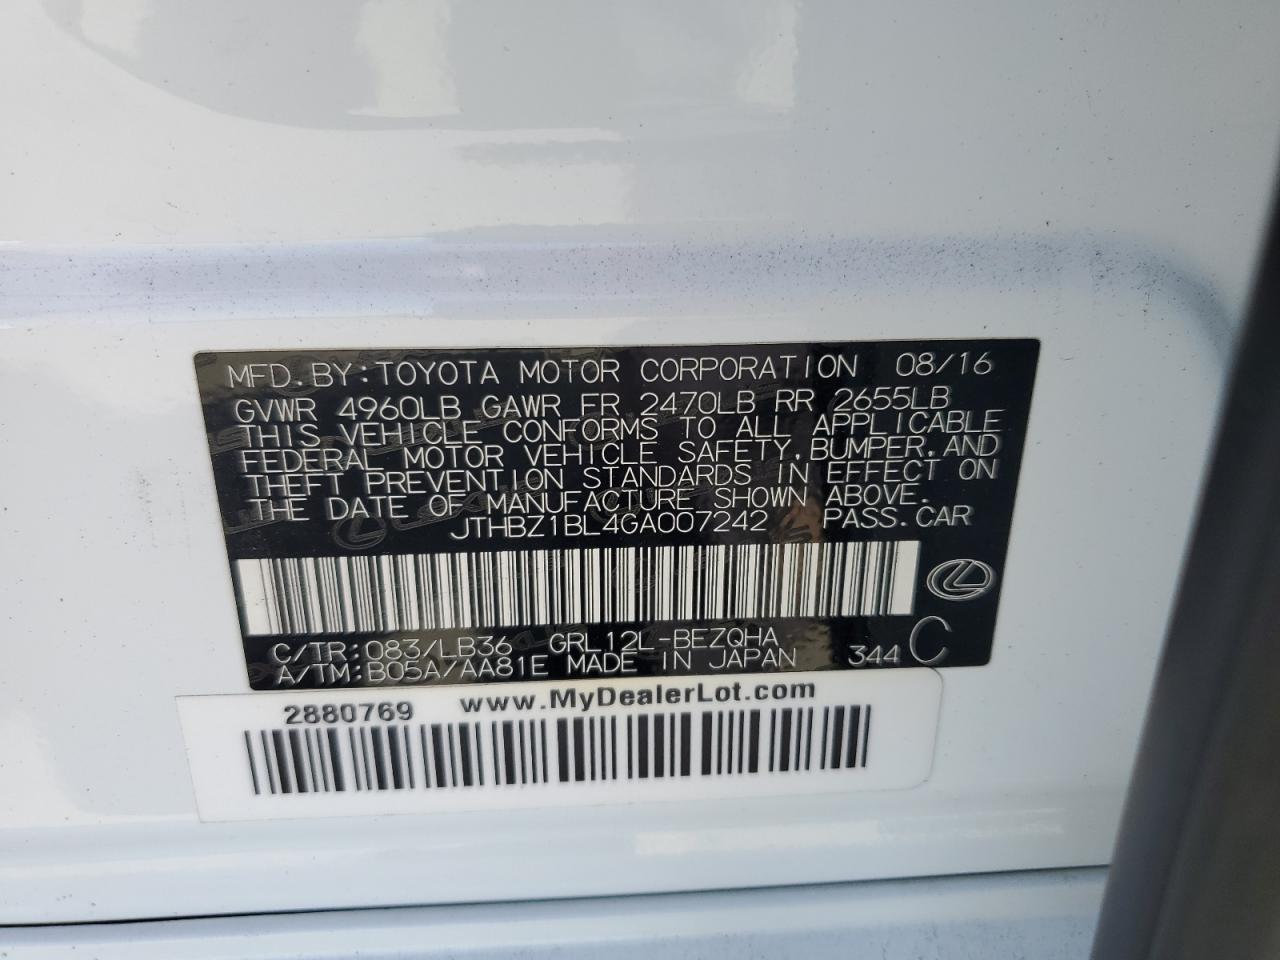 MFD. BY: TOYOTA MOTOR CORPORATION 08/16
GVWR 4960LB GAWR FR 2470LB RR 2655LB
THIS VEHICLE CONFORMS TO ALL APPLICABLE
FEDERAL MOTOR VEHICLE SAFETY, BUMPER, AND
THEFT PREVENTION STANDARDS IN EFFECT ON
THE DATE OF MANUFACTURE SHOWN ABOVE.
JTHBZ1BL4GA007242 PASS. CAR
C/TR: 083/LB36 GRL12L-BEZQHA
A/TM: B05A/AA81E MADE IN JAPAN 344 C
2880769 www.MyDealerLot.com